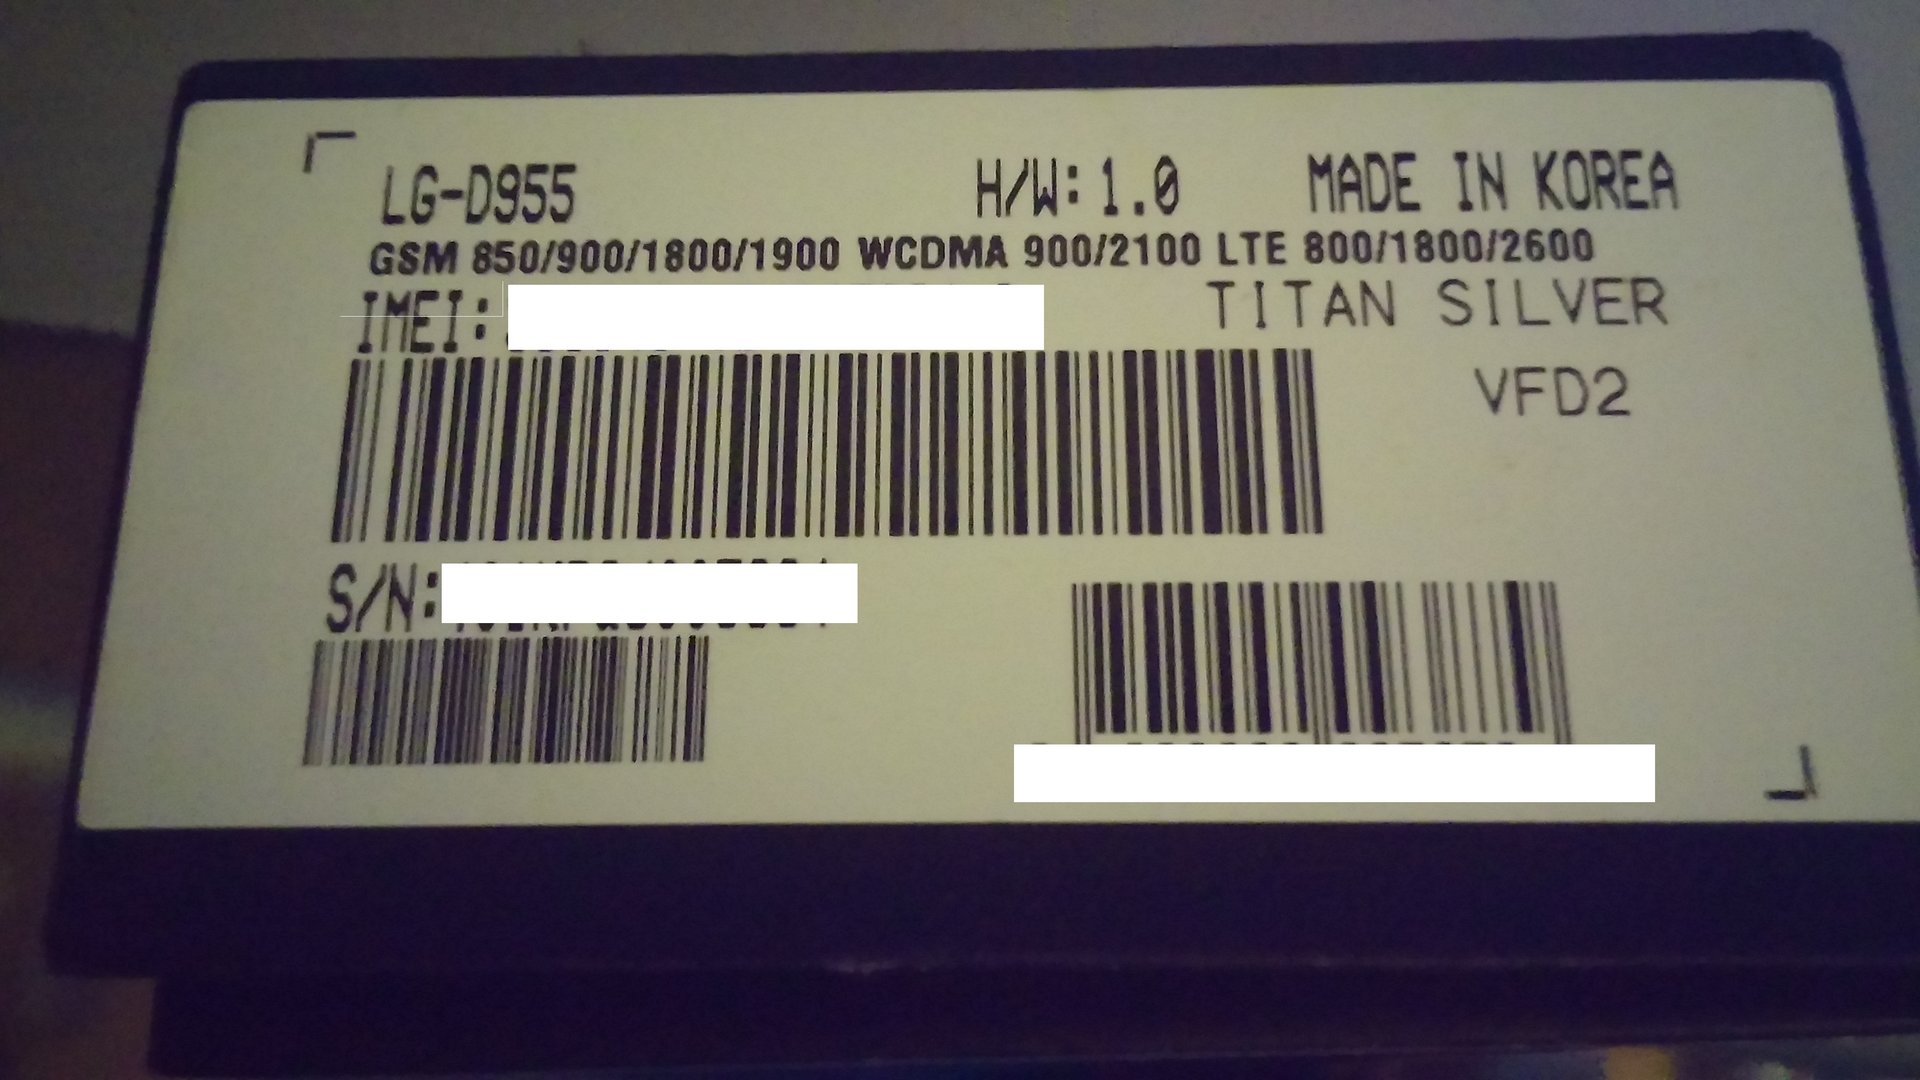 LG-D955 H/W: 1.0 MADE IN KOREA
GSM 850/900/1800/1900 WCDMA 900/2100 LTE 800/1800/2600
IMEI: TITAN SILVER
VFD2
S/N: